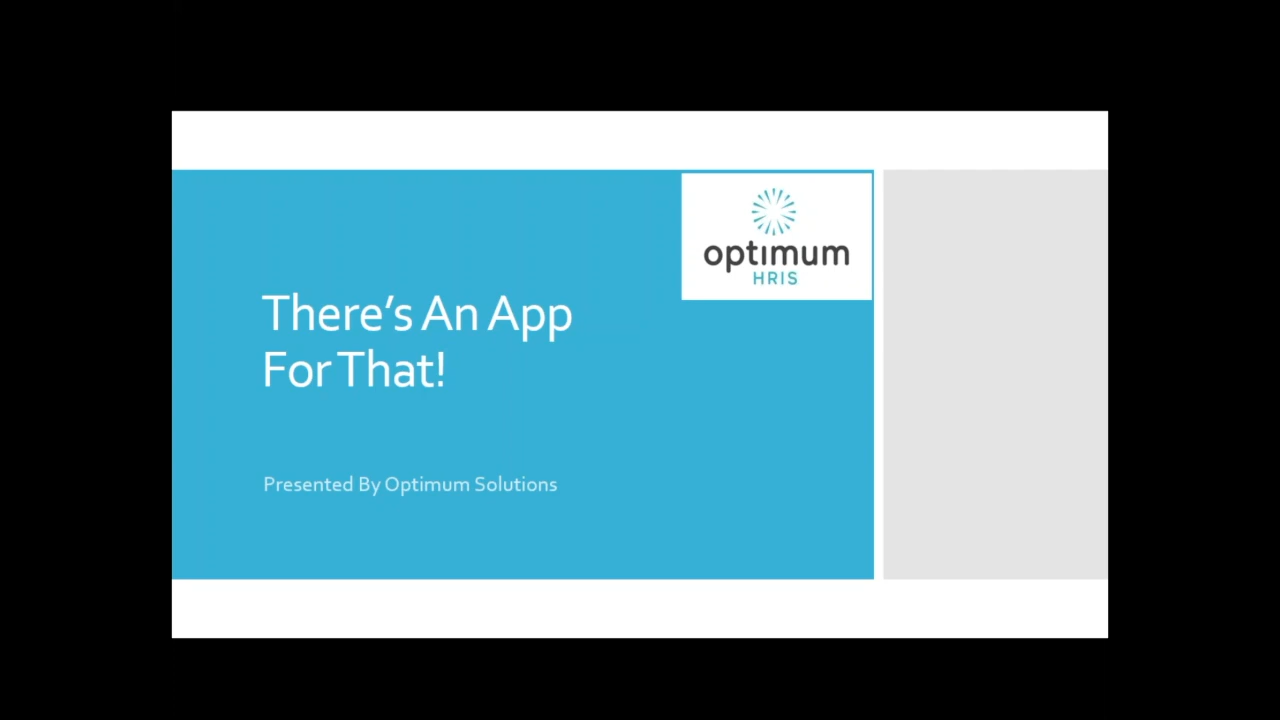 optimum
HRIS
There's An App
For That!
Presented By Optimum Solutions